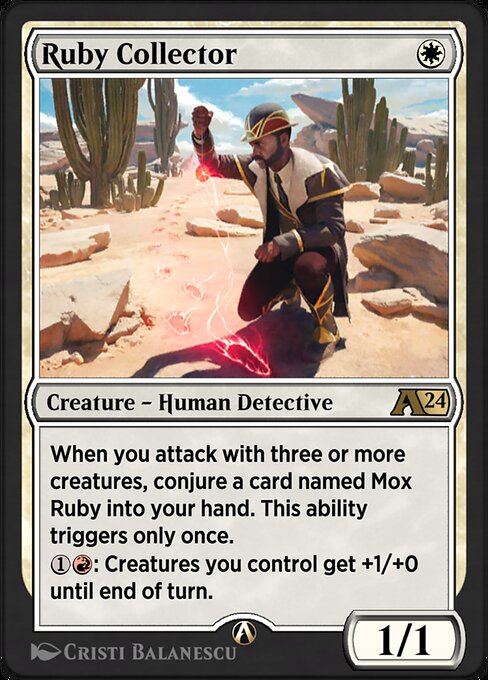 Ruby Collector
Creature – Human Detective
A24
When you attack with three or more
creatures, conjure a card named Mox
Ruby into your hand. This ability
triggers only once.
1: Creatures you control get +1/+0
until end of turn.
1/1
Cristi Balanescu